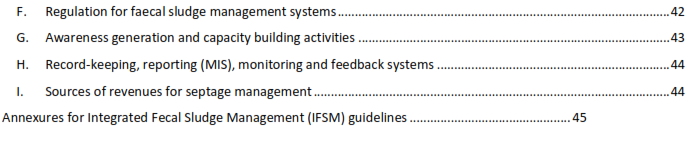 F. Regulation for faecal sludge management systems........................................................................42
G. Awareness generation and capacity building activities ....................................................................43
H. Record-keeping, reporting (MIS), monitoring and feedback systems ..................................................44
I. Sources of revenues for septage management..............................................................................44
Annexures for Integrated Fecal Sludge Management (IFSM) guidelines ...................................45